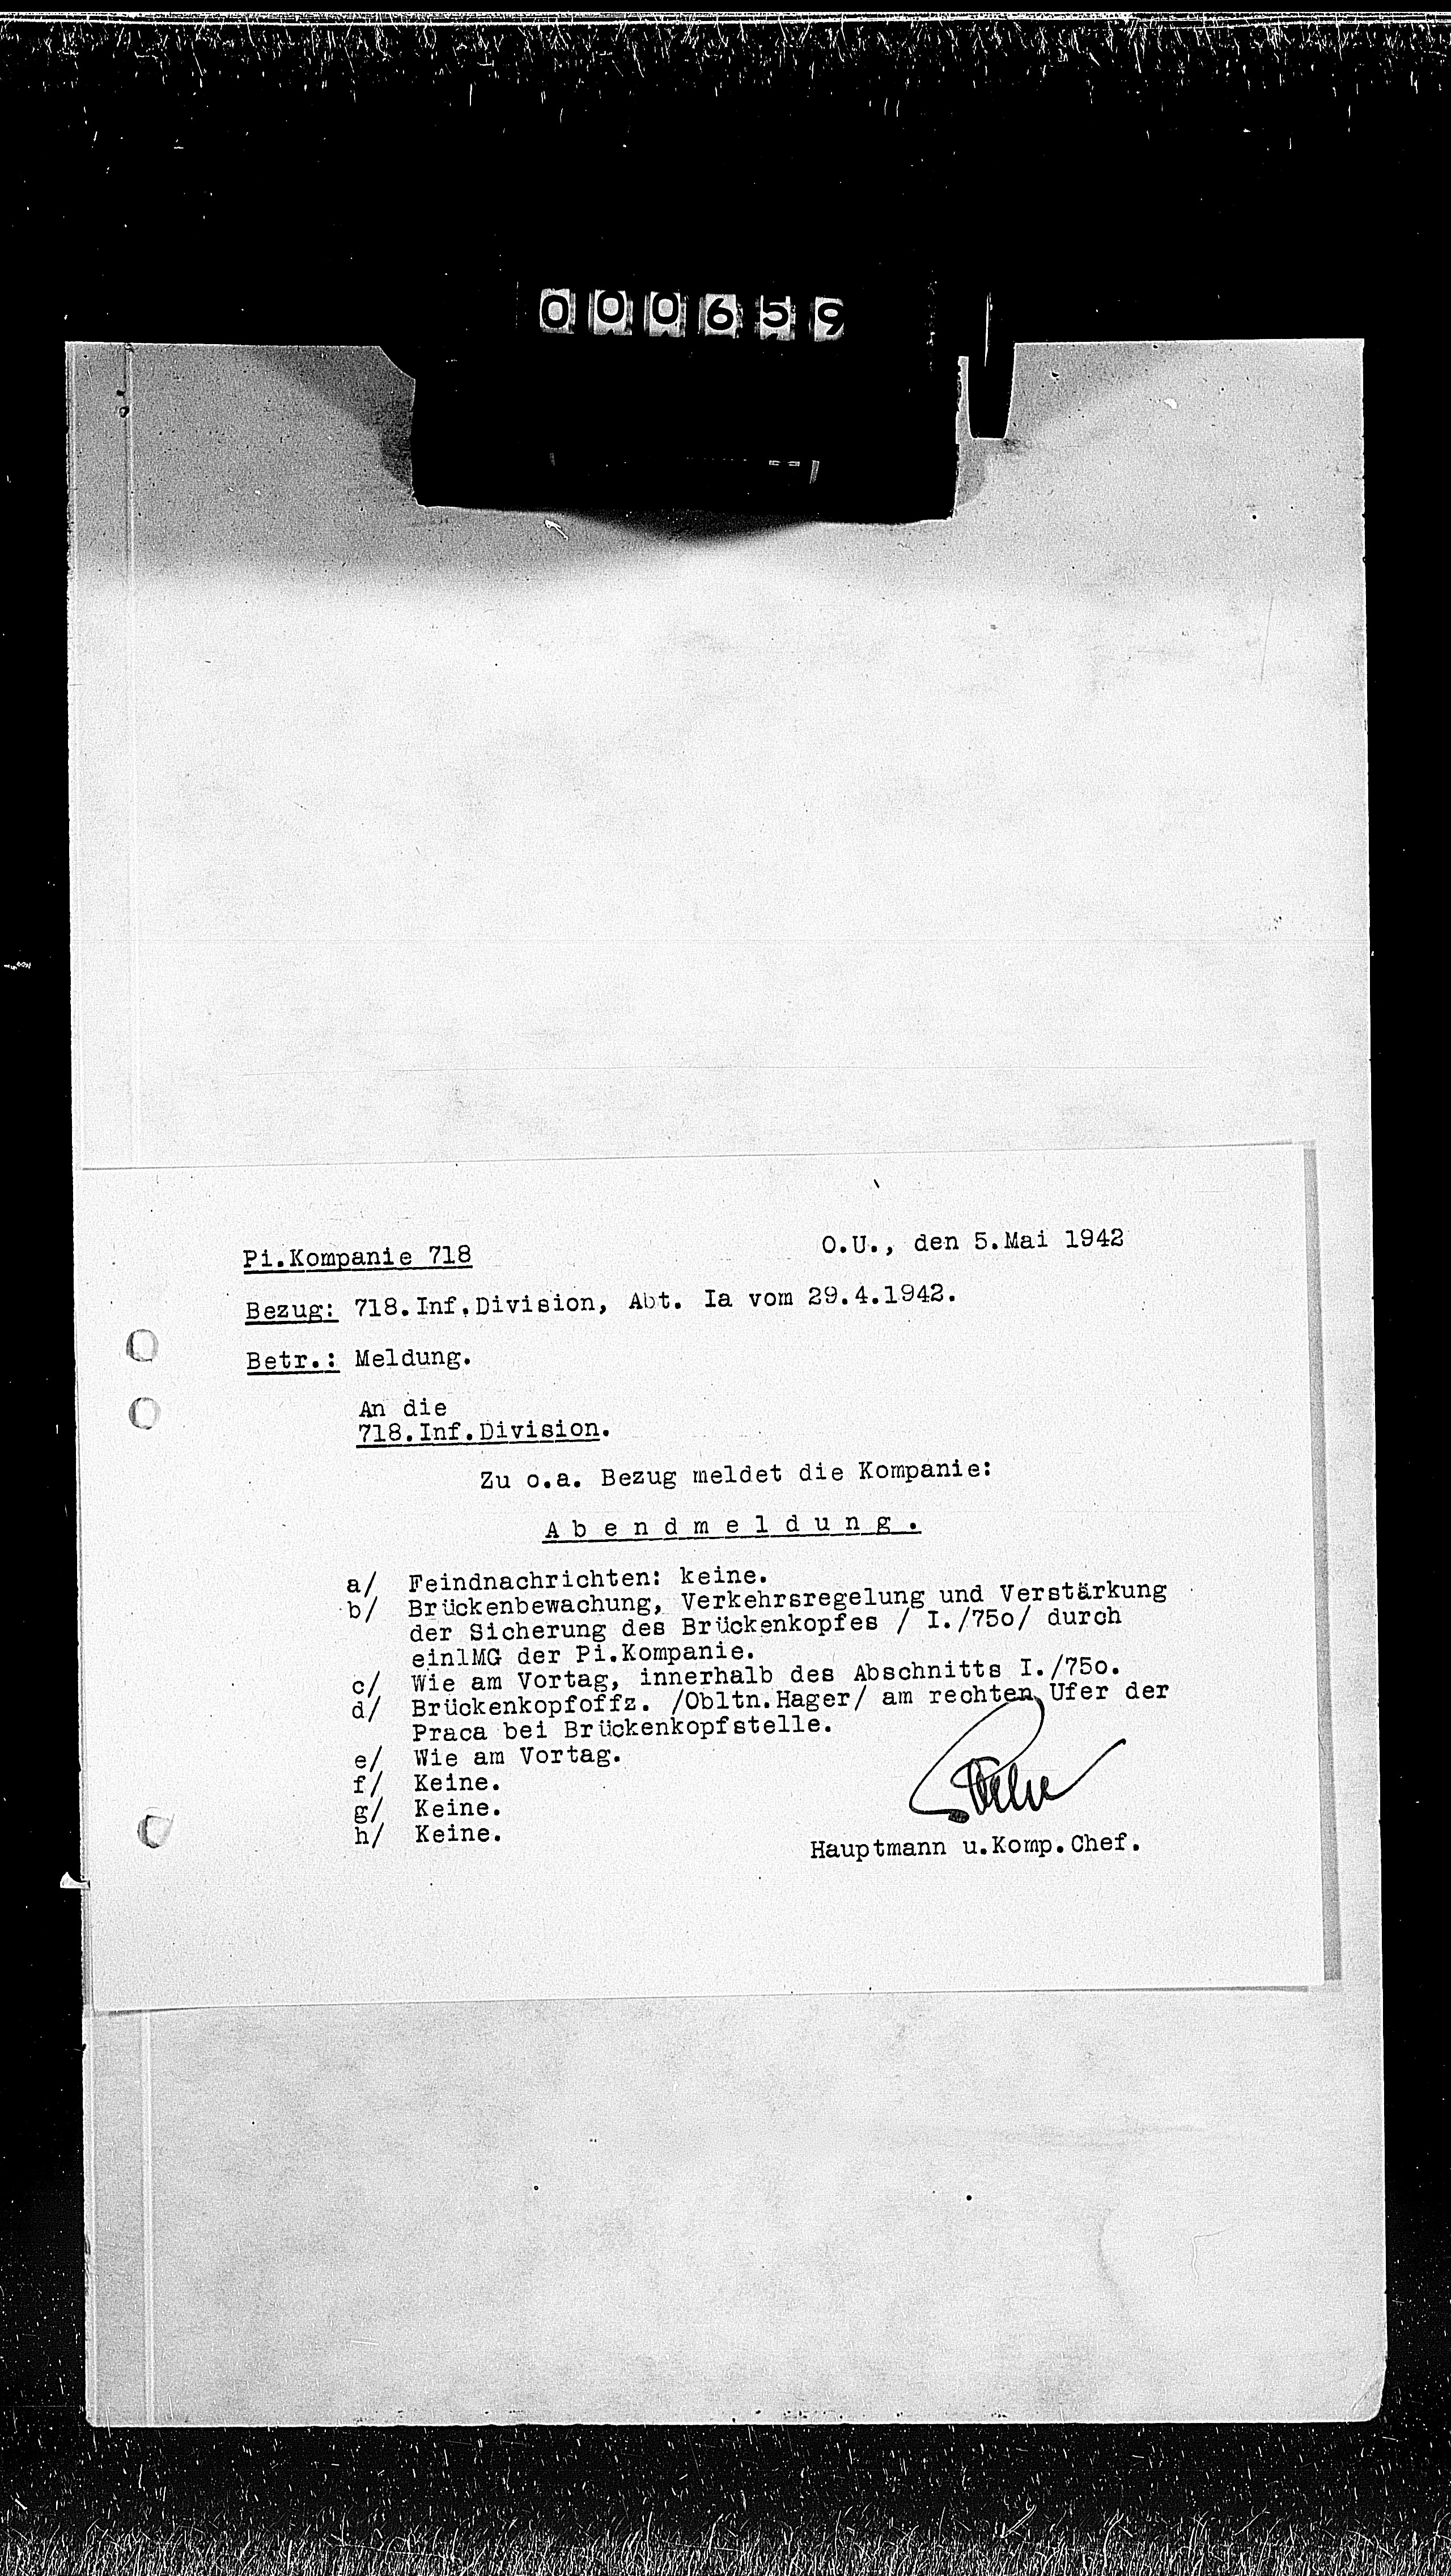 000659
Pi.Kompanie 718
O.U., den 5.Mai 1942
Bezug: 718.Inf.Division, Abt. Ia vom 29.4.1942.
Betr.: Meldung.
An die
718.Inf.Division.
Zu o.a. Bezug meldet die Kompanie:
A b e n d m e l d u n g .
a/ Feindnachrichten: keine.
b/ Brückenbewachung, Verkehrsregelung und Verstärkung
der Sicherung des Brückenkopfes / I./75o/ durch
einlMG der Pi.Kompanie.
c/ Wie am Vortag, innerhalb des Abschnitts I./75o.
d/ Brückenkopfoffz. /Obltn.Hager/ am rechten Ufer der
Praca bei Brückenkopfstelle.
e/ Wie am Vortag.
f/ Keine.
g/ Keine.
h/ Keine.
Hauptmann u.Komp.Chef.